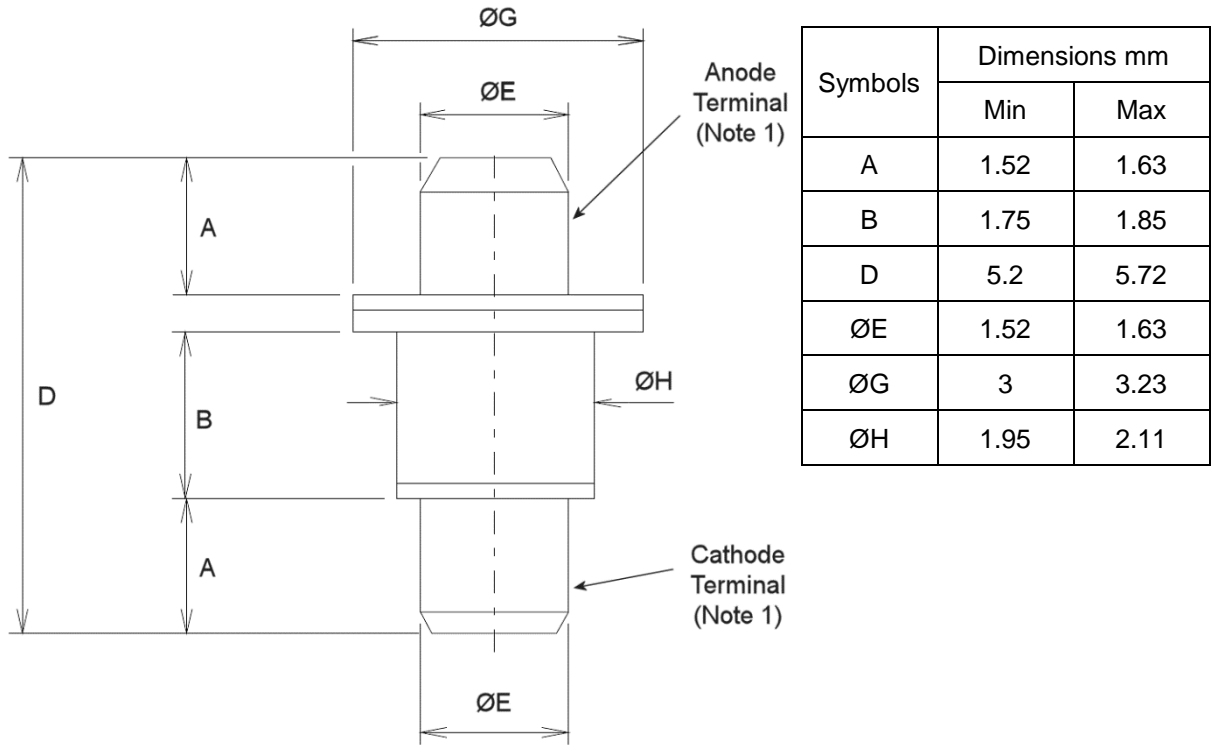 ØG
ØE
Anode
Terminal
(Note 1)
A
D
B
ØH
A
Cathode
Terminal
(Note 1)
ØE
Symbols Dimensions mm
Min Max
A 1.52 1.63
B 1.75 1.85
D 5.2 5.72
ØE 1.52 1.63
ØG 3 3.23
ØH 1.95 2.11